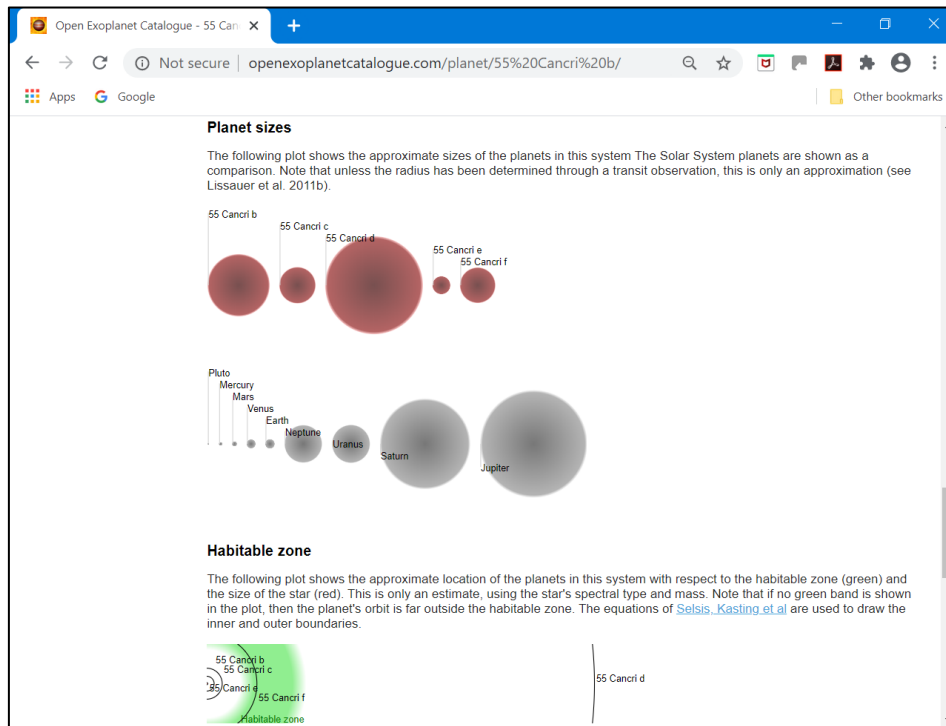 Open Exoplanet Catalogue - 55 Can
Not secure | openexoplanetcatalogue.com/planet/55%20Cancri%20b/
Apps
Google
Other bookmarks
Planet sizes
The following plot shows the approximate sizes of the planets in this system The Solar System planets are shown as a
comparison. Note that unless the radius has been determined through a transit observation, this is only an approximation (see
Lissauer et al. 2011b).
55 Cancri b
55 Cancri c
55 Cancri d
55 Cancri e
55 Cancri f
Pluto
Mercury
Mars
Venus
Earth
Neptune
Uranus
Saturn
Jupiter
Habitable zone
The following plot shows the approximate location of the planets in this system with respect to the habitable zone (green) and
the size of the star (red). This is only an estimate, using the star's spectral type and mass. Note that if no green band is shown
in the plot, then the planet's orbit is far outside the habitable zone. The equations of Selsis, Kasting et al are used to draw the
inner and outer boundaries.
55 Cancri b
55 Cancri c
55 Cancri d
55 Cancri e
55 Cancri f
Habitable zone